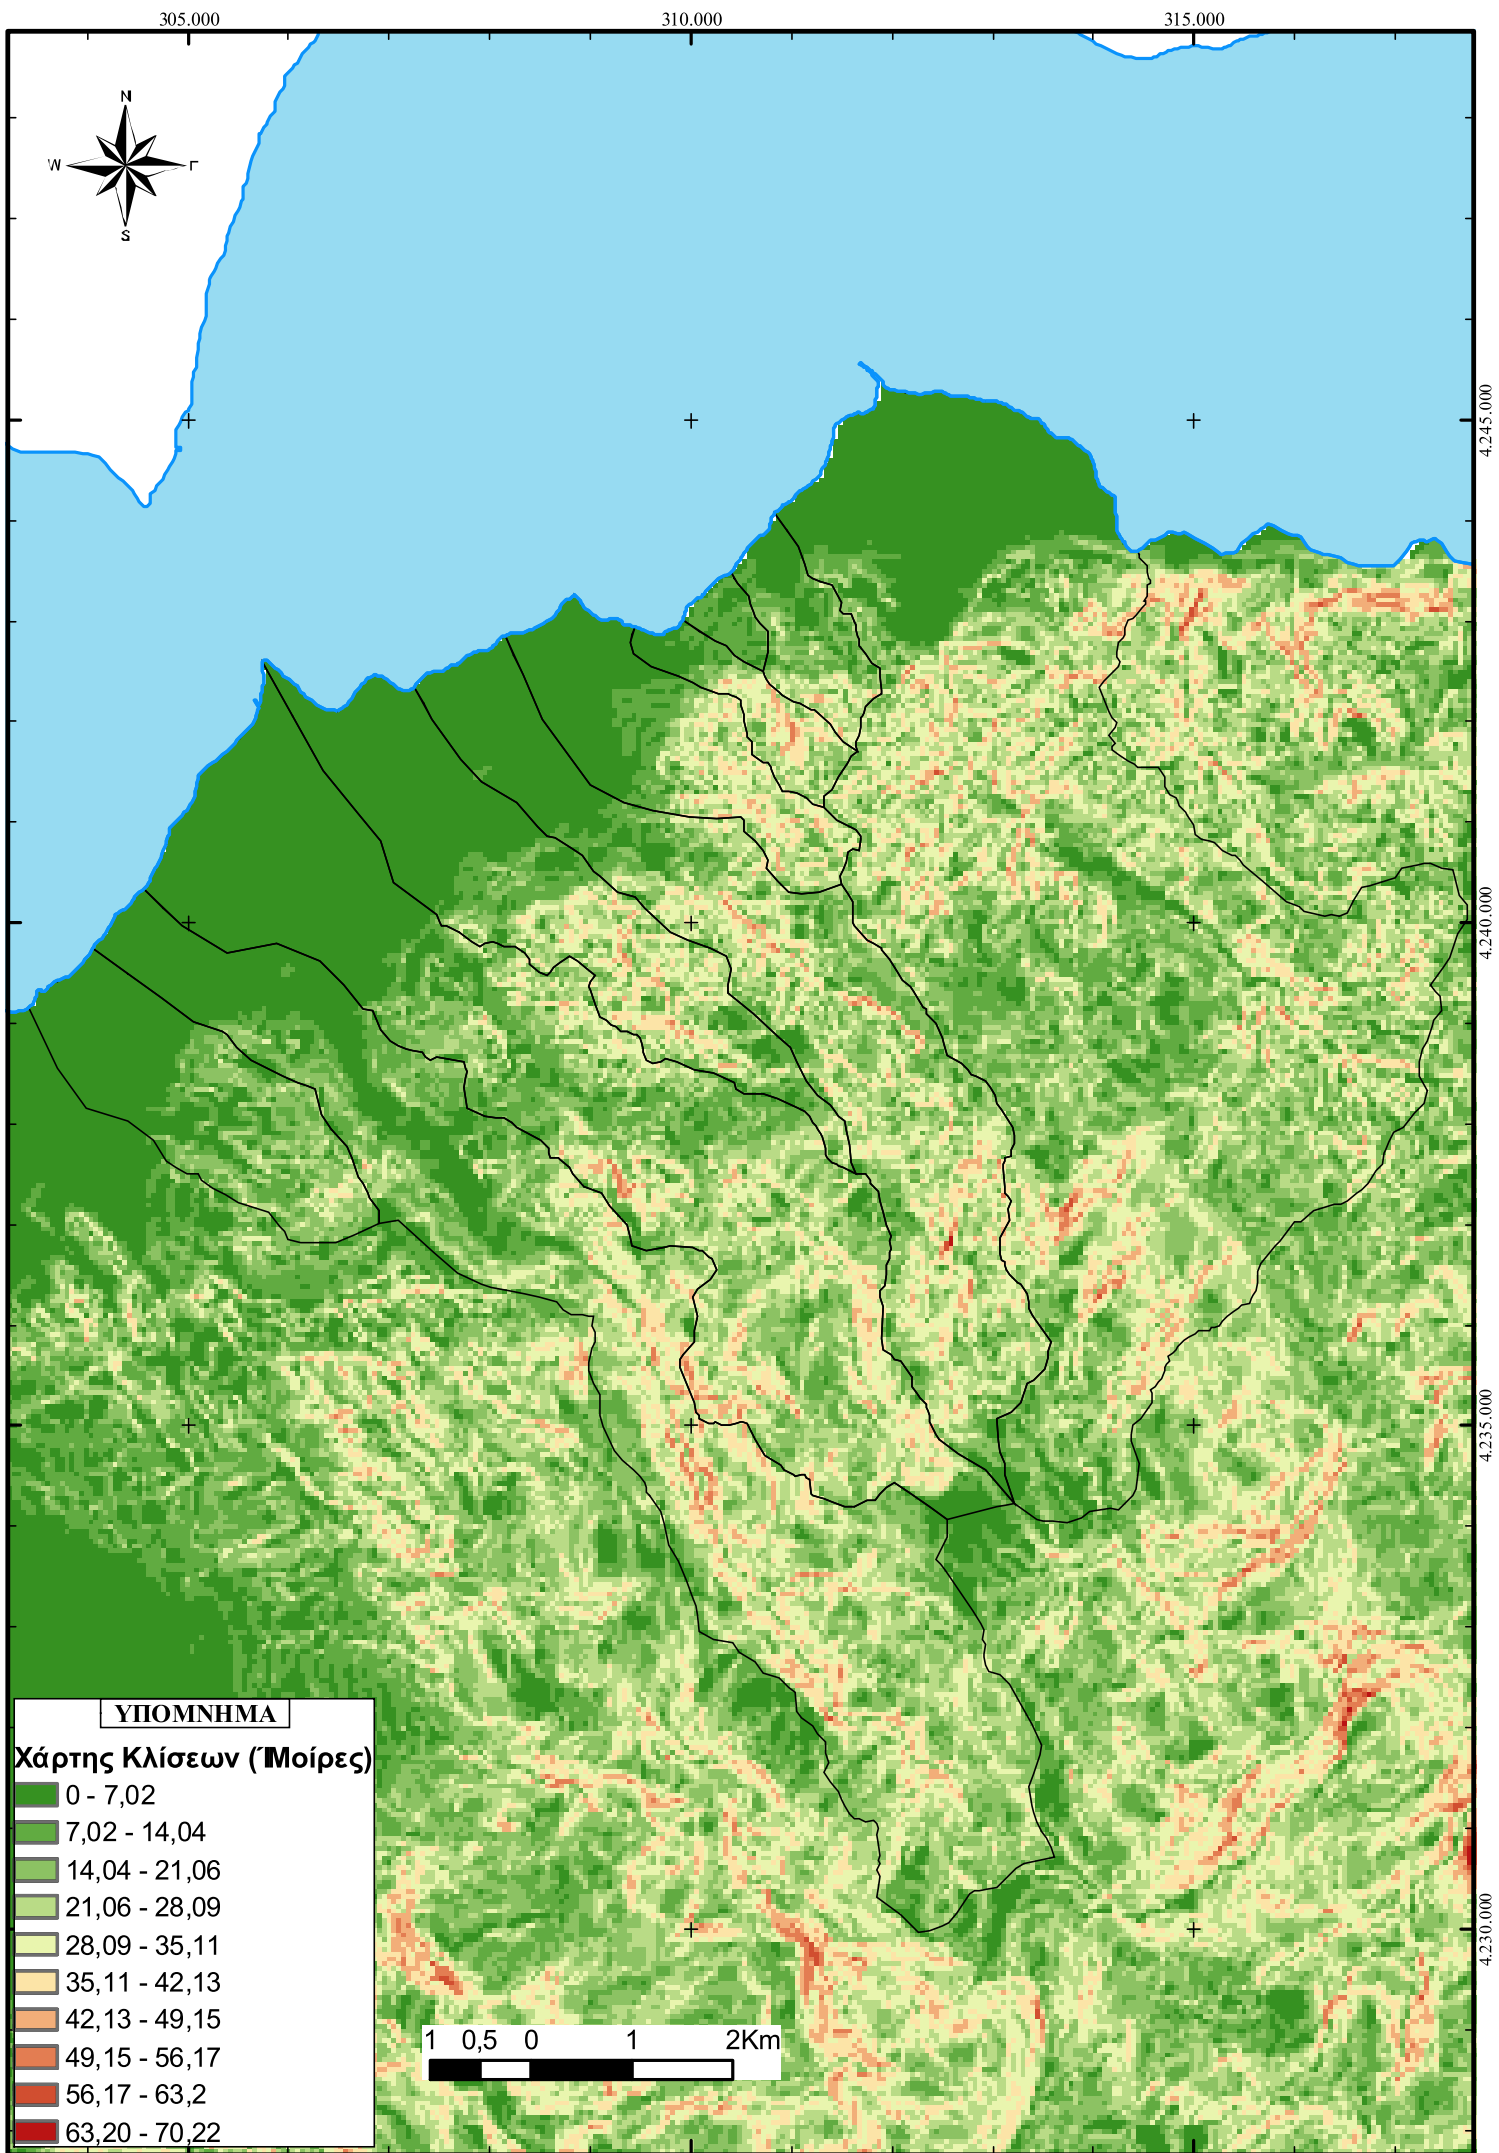 305.000 310.000 315.000
N
W Γ
S
4.245.000
4.240.000
4.235.000
4.230.000
ΥΠΟΜΝΗΜΑ
0 - 7,02
7,02 - 14,04
14,04 - 21,06
21,06 - 28,09
28,09 - 35,11
35,11 - 42,13
42,13 - 49,15
49,15 - 56,17
56,17 - 63,2
63,20 - 70,22
Χάρτης Κλίσεων
1 0,5 0 1 2Km